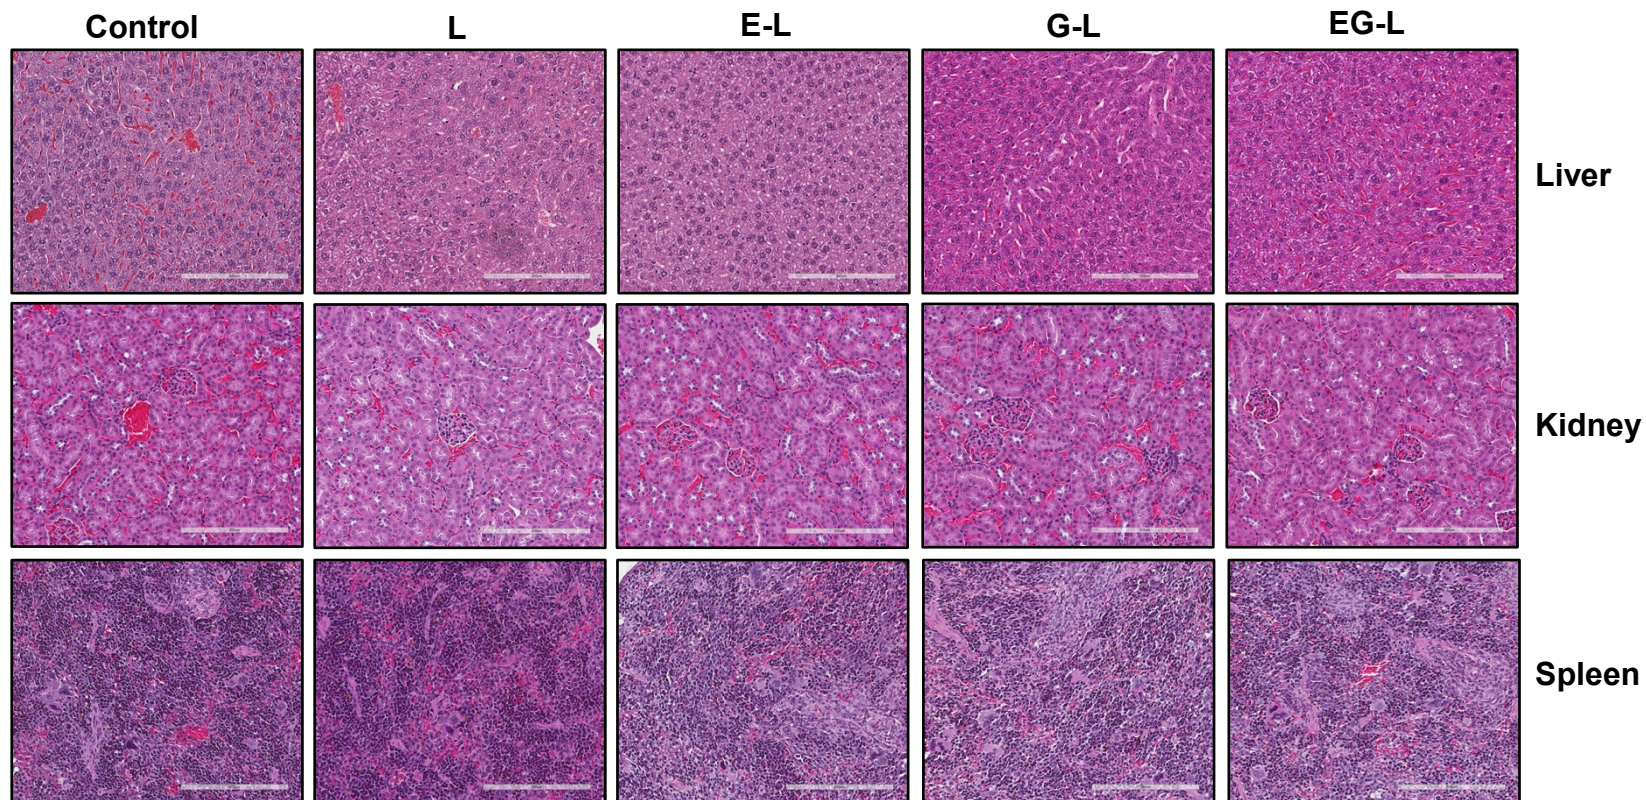 Control L E-L G-L EG-L
Liver
Kidney
Spleen